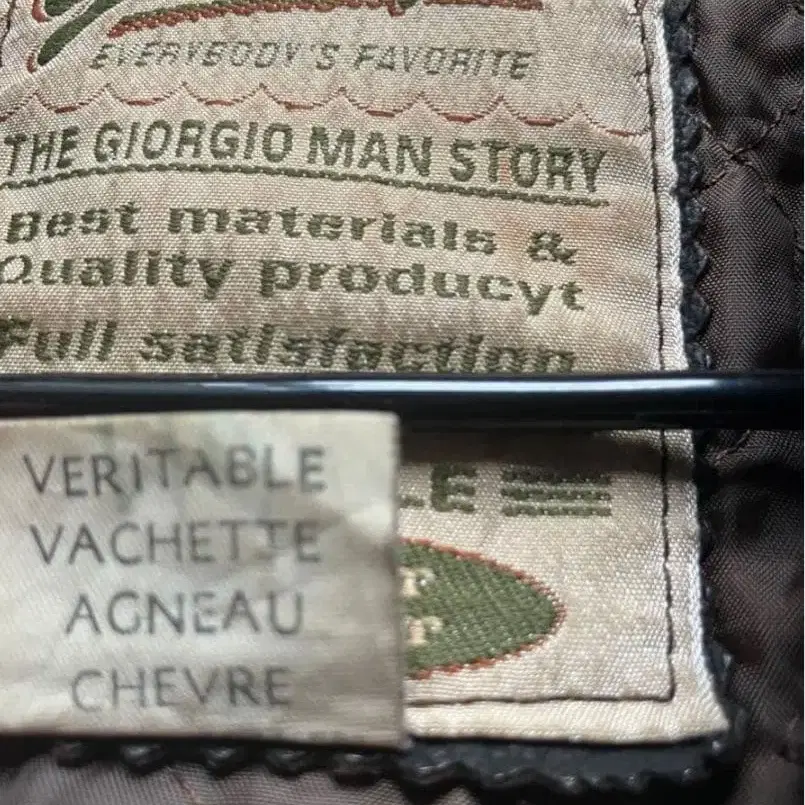 EVERYBODY'S FAVORITE
THE GIORGIO MAN STORY
Best materials &
Quality producyt
Full satisfaction
VERITABLE
VACHETTE
AGNEAU
CHEVRE